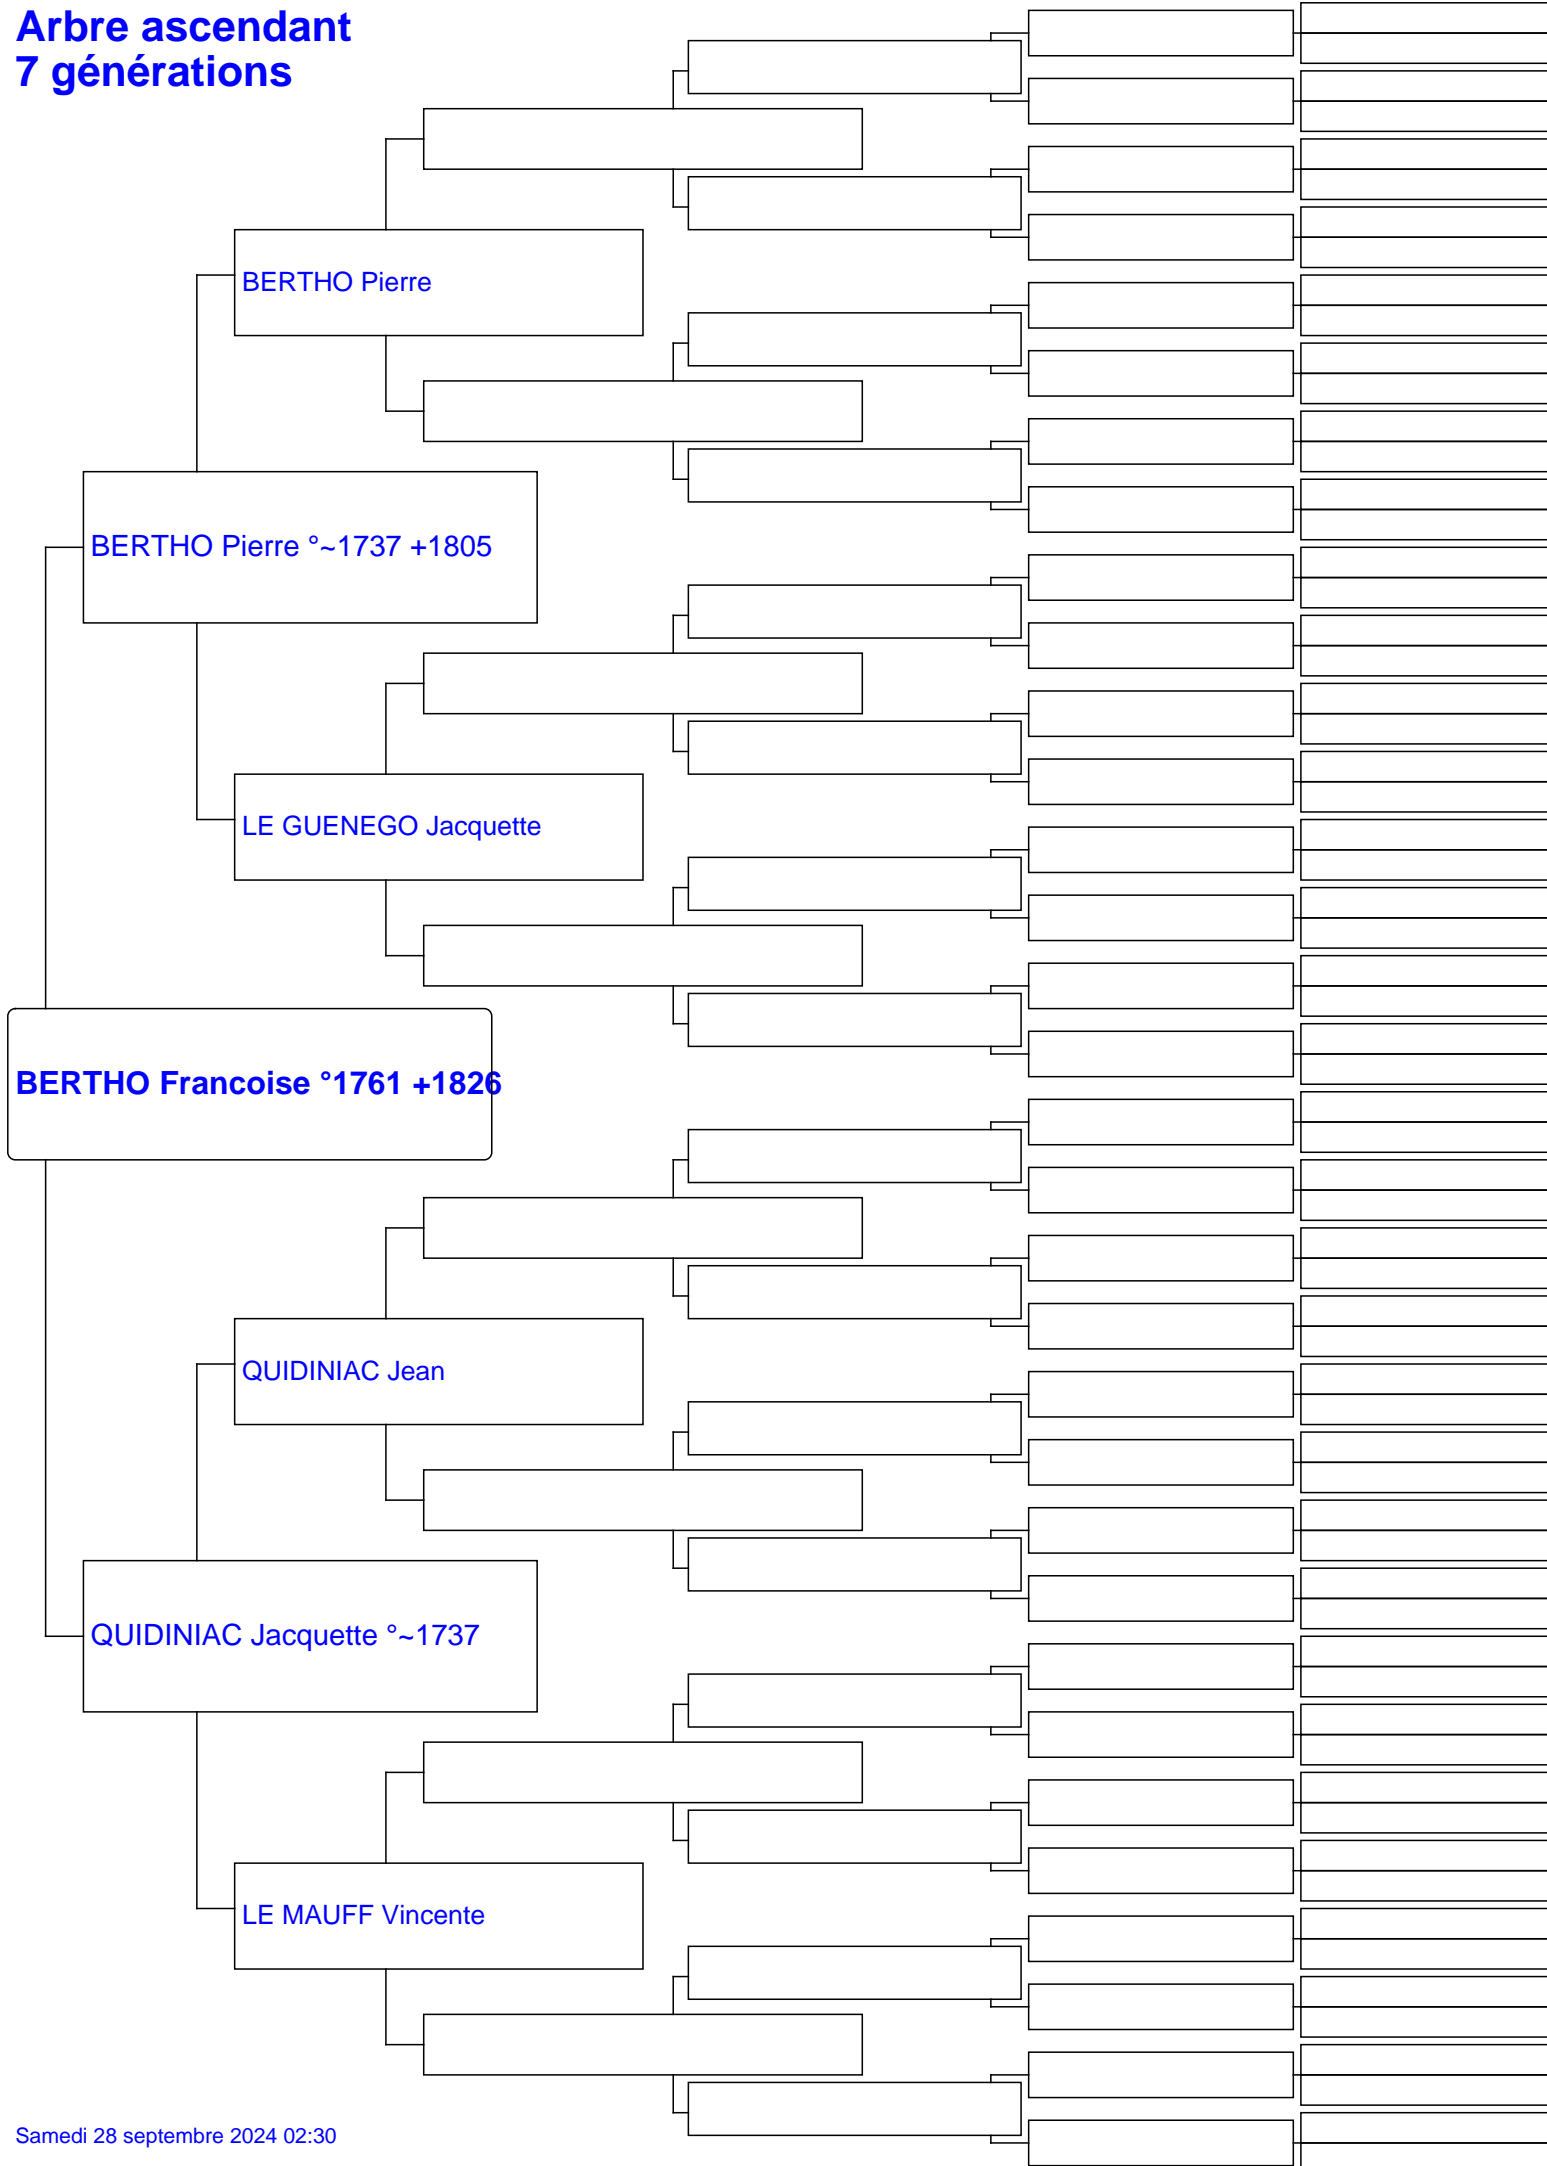 Arbre ascendant
7 générations
BERTHO Pierre
BERTHO Pierre °~1737 +1805
LE GUENEGO Jacquette
BERTHO Francoise °1761 +1826
QUIDINIAC Jean
QUIDINIAC Jacquette °~1737
LE MAUFF Vincente
Samedi 28 septembre 2024 02:30